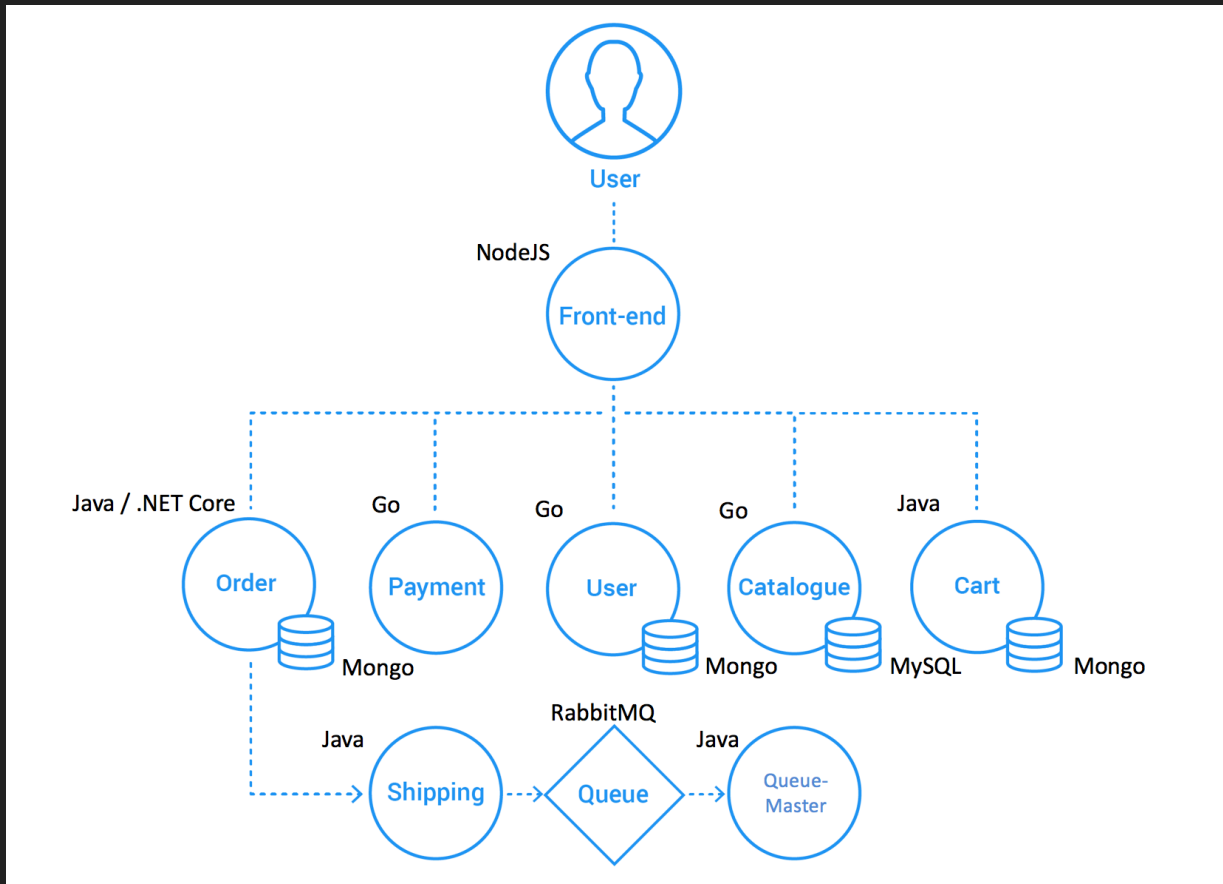 User
NodeJS
Front-end
Java / .NET Core
Go
Go
Go
Java
Order
Payment
User
Catalogue
Cart
Mongo
Mongo
MySQL
Mongo
RabbitMQ
Java
Java
Shipping
Queue
Queue-
Master